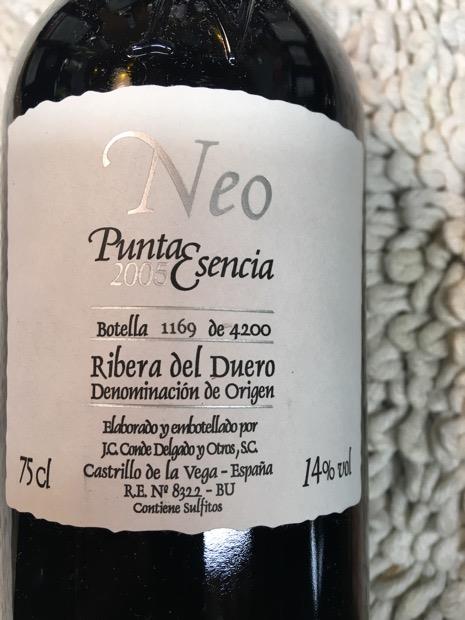 Neo
Punta Esencia
2005
Botella 1169 de 4200
Ribera del Duero
Denominación de Origen
Elaborado y embotellado por
J.C. Conde Delgado y Otros, S.C.
Castrillo de la Vega - España
R.E. Nº 8322 - BU
Contiene Sulfitos
75 cl
14% vol